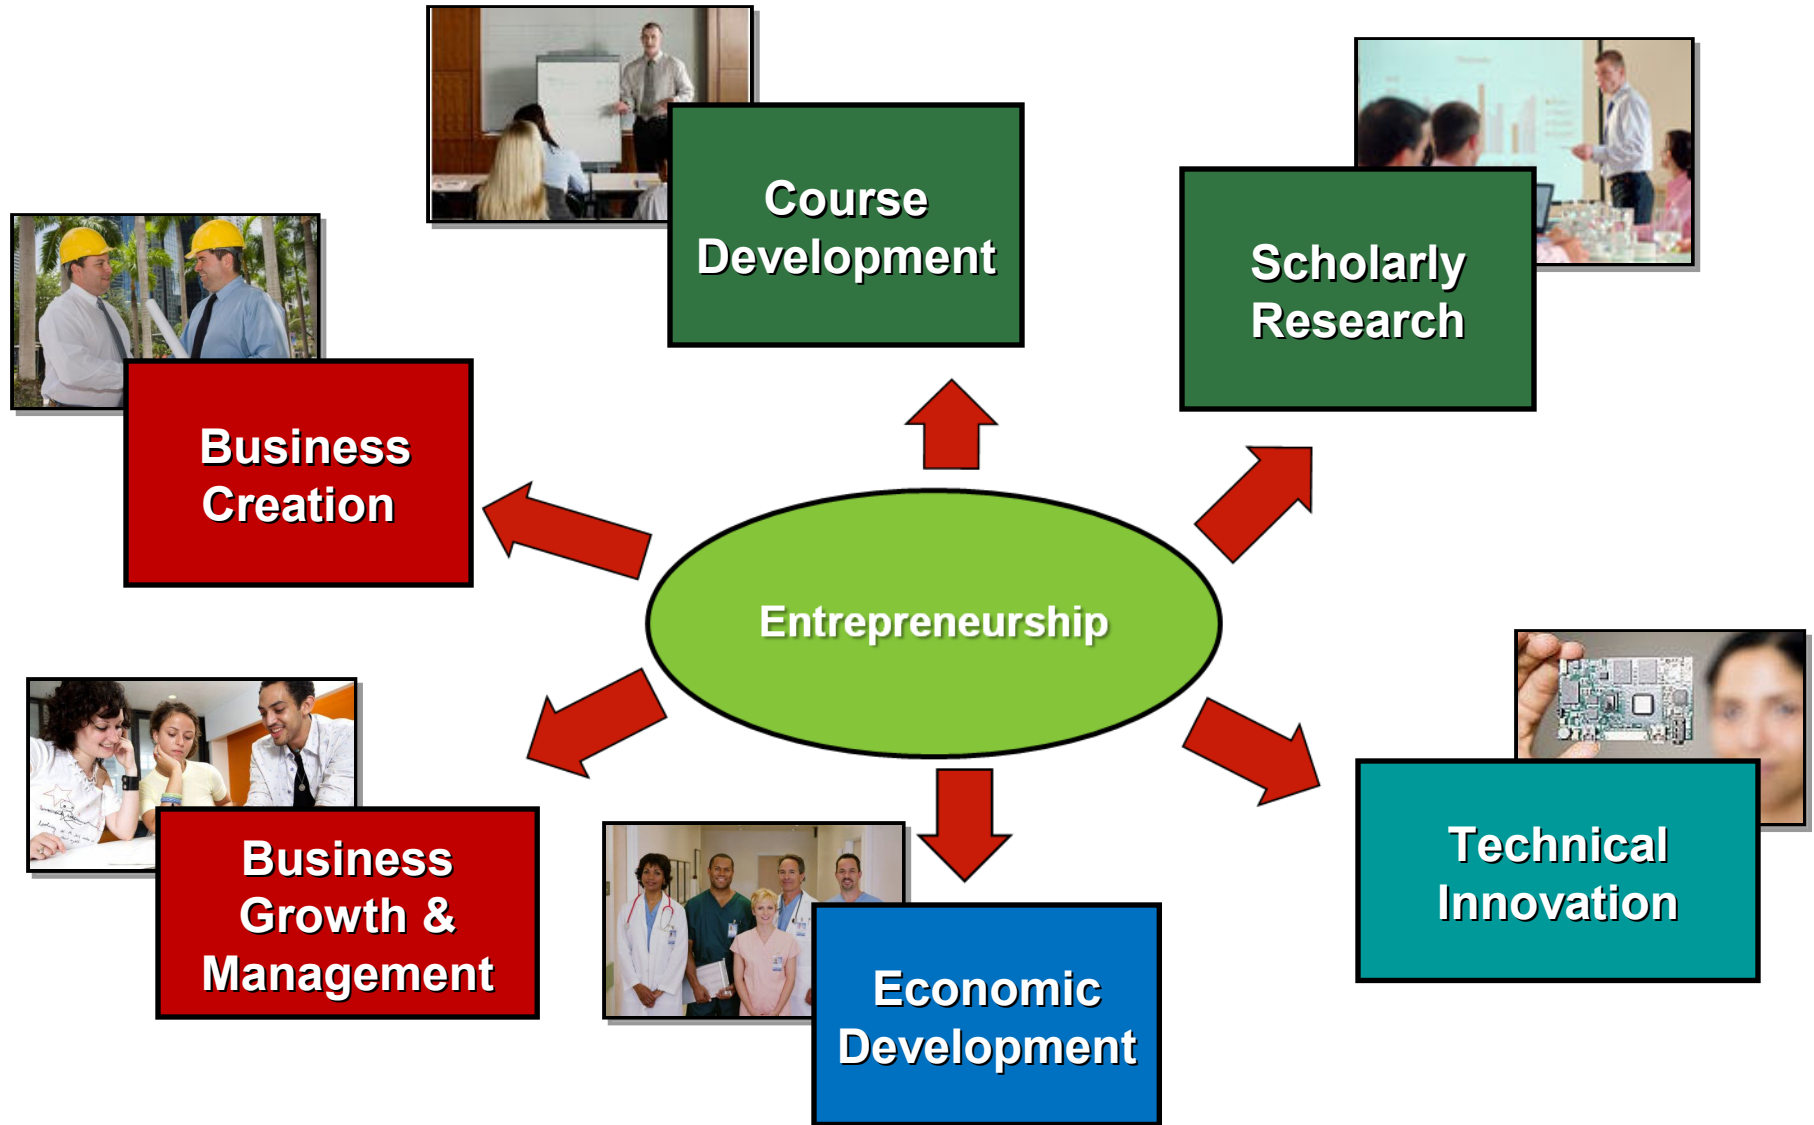 Course
Development
Scholarly
Research
Business
Creation
Entrepreneurship
Technical
Innovation
Business
Growth &
Management
Economic
Development